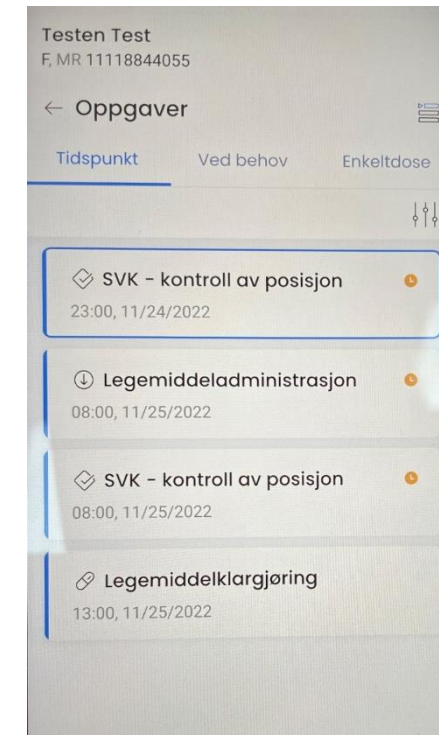 Testen Test
F, MR 11118844055
← Oppgaver
Tidspunkt Ved behov Enkeltdose
SVK - kontroll av posisjon
23:00, 11/24/2022
Legemiddeladministrasjon
08:00, 11/25/2022
SVK - kontroll av posisjon
08:00, 11/25/2022
Legemiddelklargjøring
13:00, 11/25/2022